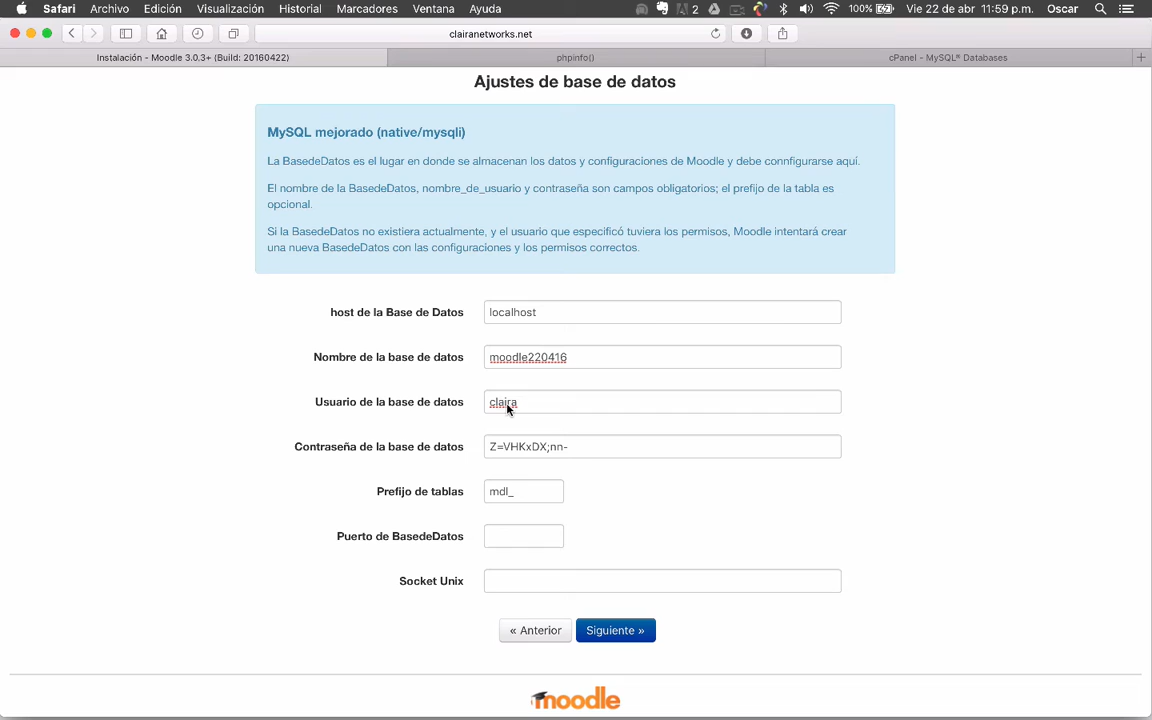 Safari Archivo Edición Visualización Historial Marcadores Ventana Ayuda 2 100% Vie 22 de abr 11:59 p.m. Oscar
clairanetworks.net
Instalación - Moodle 3.0.3+ (Build: 20160422) phpinfo() cPanel - MySQL® Databases
Ajustes de base de datos
MySQL mejorado (native/mysqli)
La BasedeDatos es el lugar en donde se almacenan los datos y configuraciones de Moodle y debe connfigurarse aquí.
El nombre de la BasedeDatos, nombre_de_usuario y contraseña son campos obligatorios; el prefijo de la tabla es
opcional.
Si la BasedeDatos no existiera actualmente, y el usuario que especificó tuviera los permisos, Moodle intentará crear
una nueva BasedeDatos con las configuraciones y los permisos correctos.
host de la Base de Datos localhost
Nombre de la base de datos moodle220416
Usuario de la base de datos claira
Contraseña de la base de datos Z=VHKxDX;nn-
Prefijo de tablas mdl_
Puerto de BasedeDatos
Socket Unix
« Anterior Siguiente »
moodle